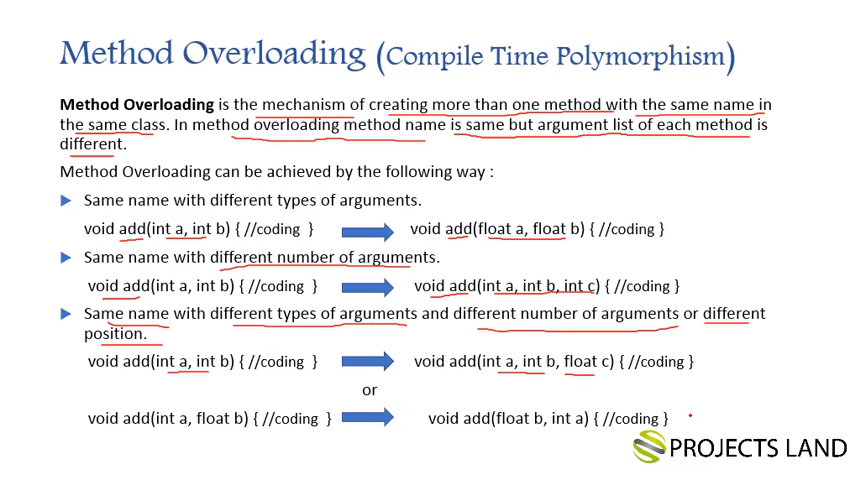 Method Overloading (Compile Time Polymorphism)
Method Overloading is the mechanism of creating more than one method with the same name in
the same class. In method overloading method name is same but argument list of each method is
different.
Method Overloading can be achieved by the following way :
Same name with different types of arguments.
void add(int a, int b) { //coding } void add(float a, float b) { //coding }
Same name with different number of arguments.
void add(int a, int b) { //coding } void add(int a, int b, int c) { //coding }
Same name with different types of arguments and different number of arguments or different
position.
void add(int a, int b) { //coding } void add(int a, int b, float c) { //coding }
or
void add(int a, float b) { //coding } void add(float b, int a) { //coding }
PROJECTS LAND